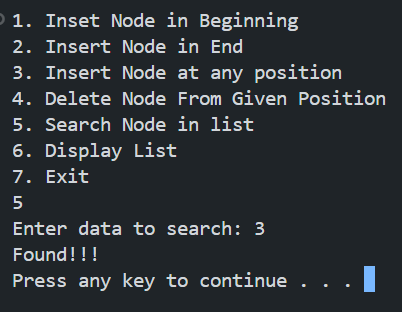 1. Inset Node in Beginning
2. Insert Node in End
3. Insert Node at any position
4. Delete Node From Given Position
5. Search Node in list
6. Display List
7. Exit
5
Enter data to search: 3
Found!!!
Press any key to continue . . .